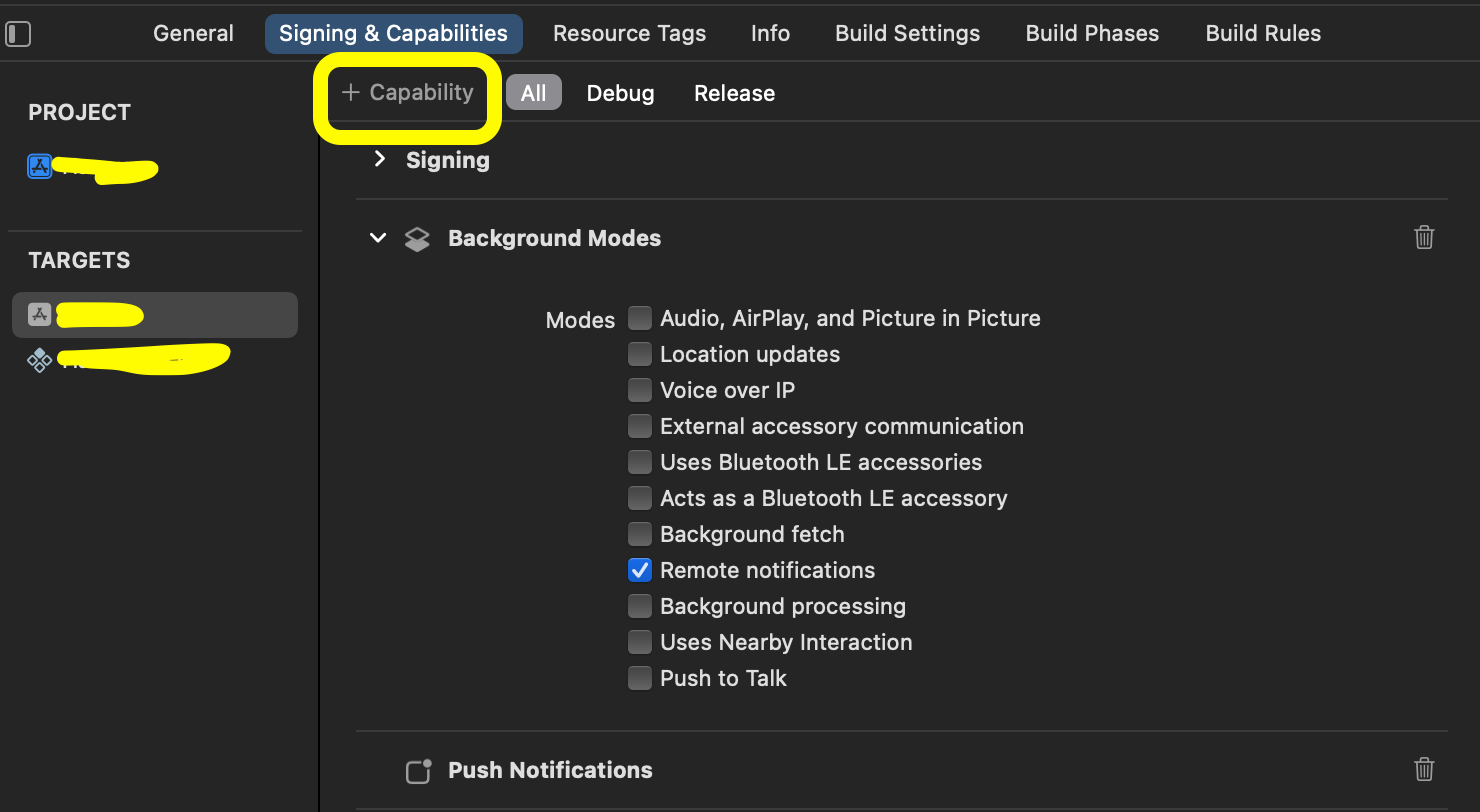 General Signing & Capabilities Resource Tags Info Build Settings Build Phases Build Rules
+ Capability All Debug Release
PROJECT
TARGETS
Signing
Background Modes
Modes Audio, AirPlay, and Picture in Picture
Location updates
Voice over IP
External accessory communication
Uses Bluetooth LE accessories
Acts as a Bluetooth LE accessory
Background fetch
Remote notifications
Background processing
Uses Nearby Interaction
Push to Talk
Push Notifications